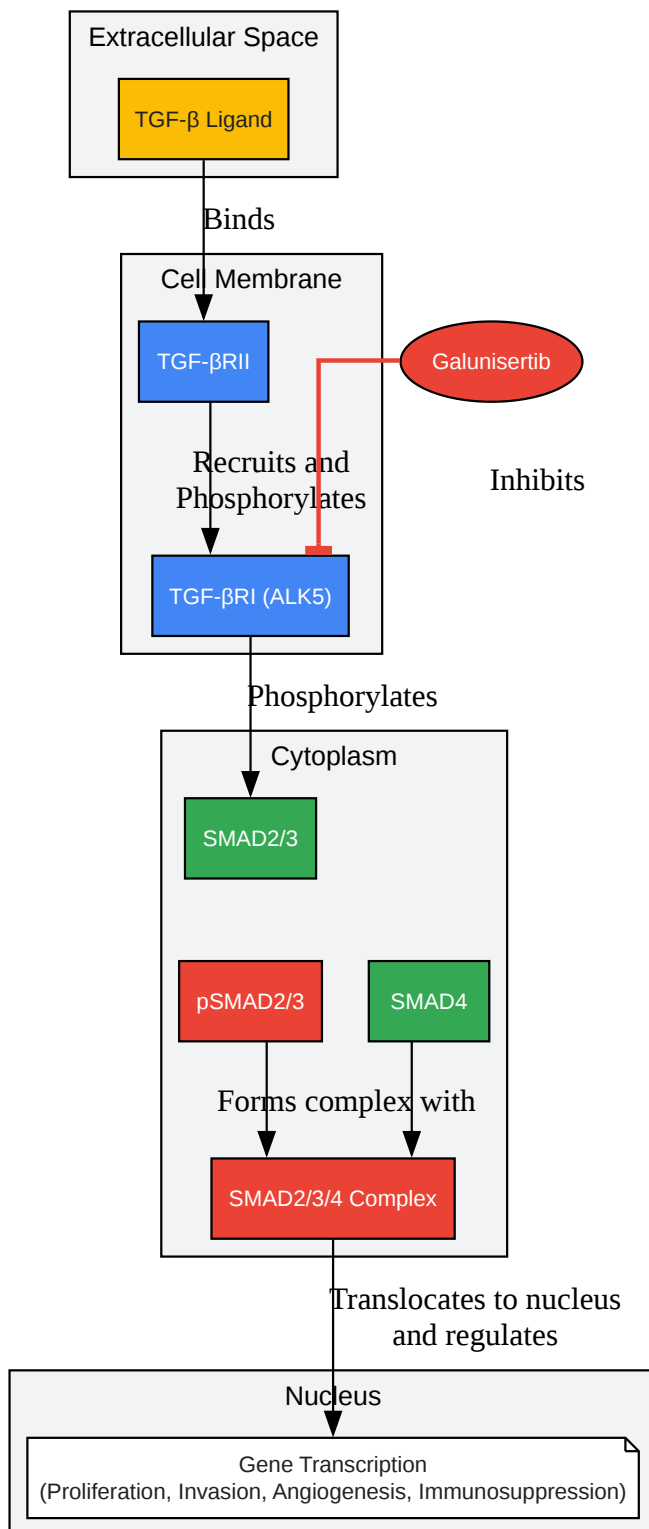 Extracellular Space
TGF-β Ligand
Binds
Cell Membrane
TGF-βRII
Galunisertib
Recruits and
Phosphorylates
Inhibits
TGF-βRI (ALK5)
Phosphorylates
Cytoplasm
SMAD2/3
pSMAD2/3
SMAD4
Forms complex with
SMAD2/3/4 Complex
Translocates to nucleus
and regulates
Nucleus
Gene Transcription
(Proliferation, Invasion, Angiogenesis, Immunosuppression)